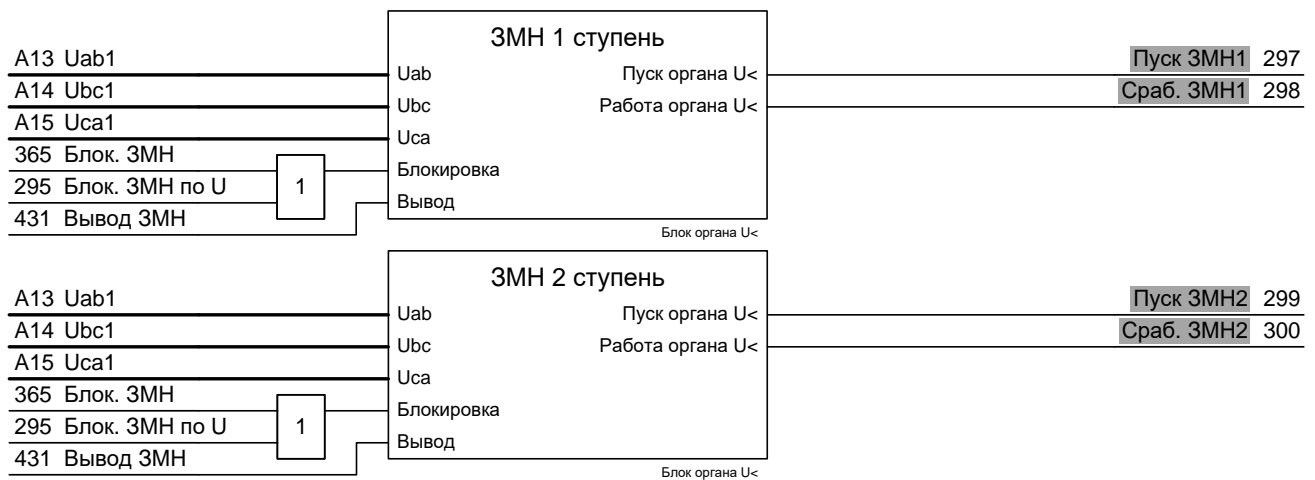 ЗМН 1 ступень
A13 Uab1
Uab
Пуск органа U<
Пуск ЗМН1 297
A14 Ubc1
Ubc
Работа органа U<
Сраб. ЗМН1 298
A15 Uca1
Uca
365 Блок. ЗМН
Блокировка
295 Блок. ЗМН по U
1
431 Вывод ЗМН
Вывод
Блок органа U<
ЗМН 2 ступень
A13 Uab1
Uab
Пуск органа U<
Пуск ЗМН2 299
A14 Ubc1
Ubc
Работа органа U<
Сраб. ЗМН2 300
A15 Uca1
Uca
365 Блок. ЗМН
Блокировка
295 Блок. ЗМН по U
1
431 Вывод ЗМН
Вывод
Блок органа U<